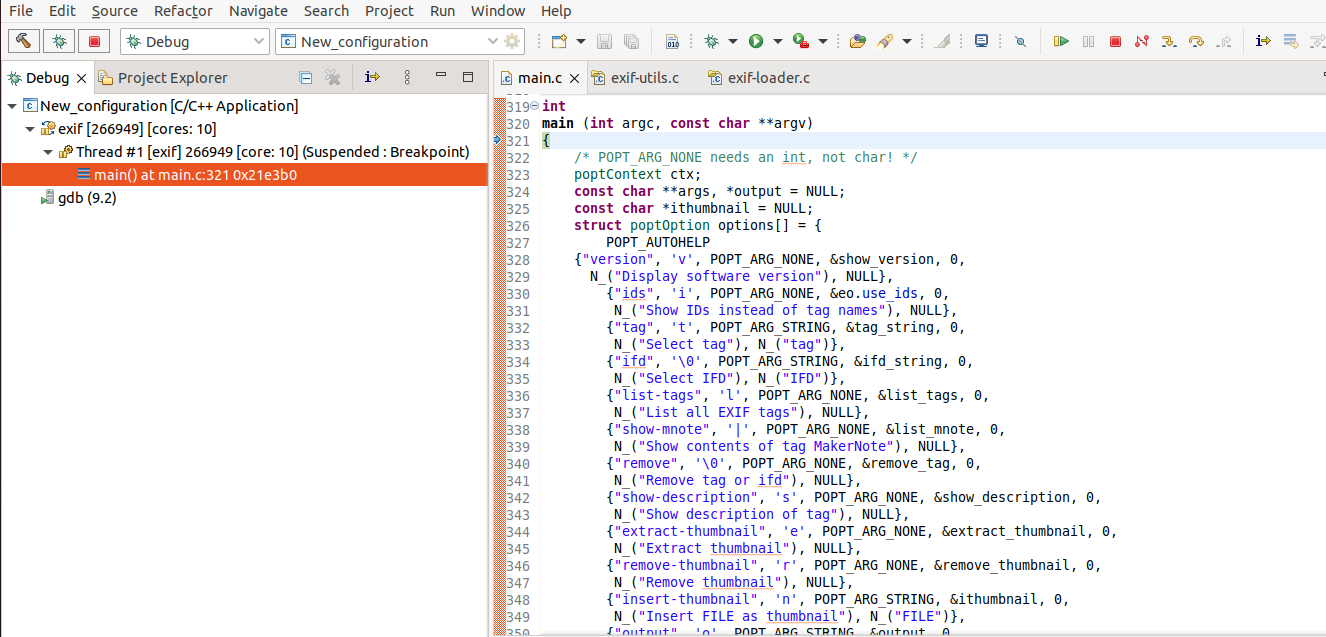 File Edit Source Refactor Navigate Search Project Run Window Help
Debug New_configuration
Debug Project Explorer
New_configuration [C/C++ Application]
exif [266949] [cores: 10]
Thread #1 [exif] 266949 [core: 10] (Suspended : Breakpoint)
main() at main.c:321 0x21e3b0
gdb (9.2)
main.c exif-utils.c exif-loader.c
319 int
320 main (int argc, const char **argv)
321 {
322 /* POPT_ARG_NONE needs an int, not char! */
323 poptContext ctx;
324 const char **args, *output = NULL;
325 const char *ithumbnail = NULL;
326 struct poptOption options[] = {
327 POPT_AUTOHELP
328 {"version", 'v', POPT_ARG_NONE, &show_version, 0,
329 N_("Display software version"), NULL},
330 {"ids", 'i', POPT_ARG_NONE, &eo.use_ids, 0,
331 N_("Show IDs instead of tag names"), NULL},
332 {"tag", 't', POPT_ARG_STRING, &tag_string, 0,
333 N_("Select tag"), N_("tag")},
334 {"ifd", '\0', POPT_ARG_STRING, &ifd_string, 0,
335 N_("Select IFD"), N_("IFD")},
336 {"list-tags", 'l', POPT_ARG_NONE, &list_tags, 0,
337 N_("List all EXIF tags"), NULL},
338 {"show-mnote", '|', POPT_ARG_NONE, &list_mnote, 0,
339 N_("Show contents of tag MakerNote"), NULL},
340 {"remove", '\0', POPT_ARG_NONE, &remove_tag, 0,
341 N_("Remove tag or ifd"), NULL},
342 {"show-description", 's', POPT_ARG_NONE, &show_description, 0,
343 N_("Show description of tag"), NULL},
344 {"extract-thumbnail", 'e', POPT_ARG_NONE, &extract_thumbnail, 0,
345 N_("Extract thumbnail"), NULL},
346 {"remove-thumbnail", 'r', POPT_ARG_NONE, &remove_thumbnail, 0,
347 N_("Remove thumbnail"), NULL},
348 {"insert-thumbnail", 'n', POPT_ARG_STRING, &ithumbnail, 0,
349 N_("Insert FILE as thumbnail"), N_("FILE")},
350 {"output", 'o', POPT_ARG_STRING, &output, 0,